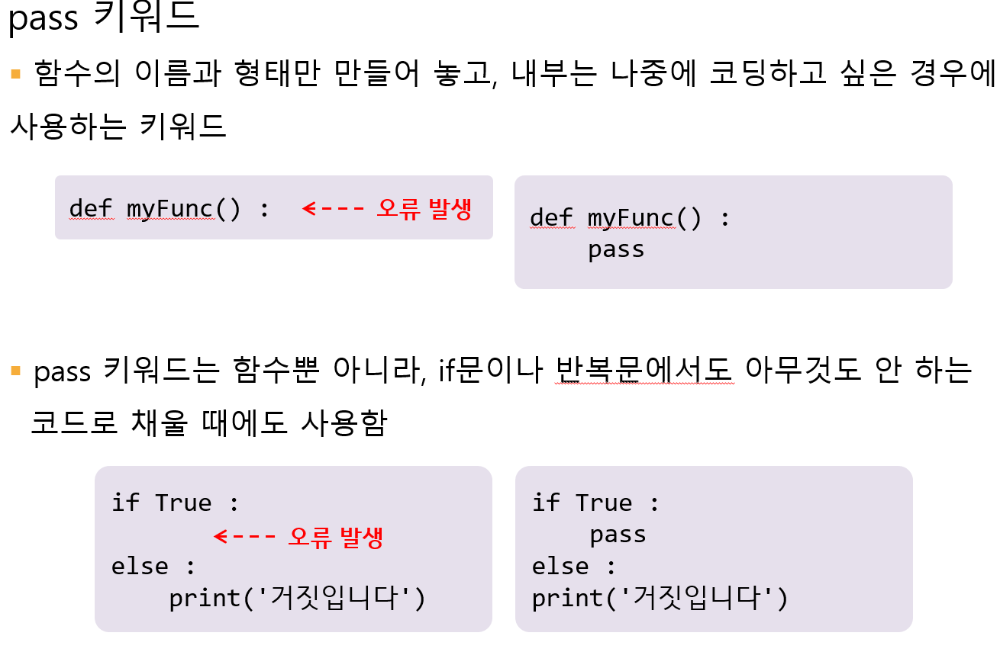 pass 키워드
▪ 함수의 이름과 형태만 만들어 놓고, 내부는 나중에 코딩하고 싶은 경우에
사용하는 키워드
def myFunc() : <--- 오류 발생
def myFunc() :
    pass
▪ pass 키워드는 함수뿐 아니라, if문이나 반복문에서도 아무것도 안 하는
코드로 채울 때에도 사용함
if True :
       <--- 오류 발생
else :
    print('거짓입니다')
if True :
    pass
else :
print('거짓입니다')